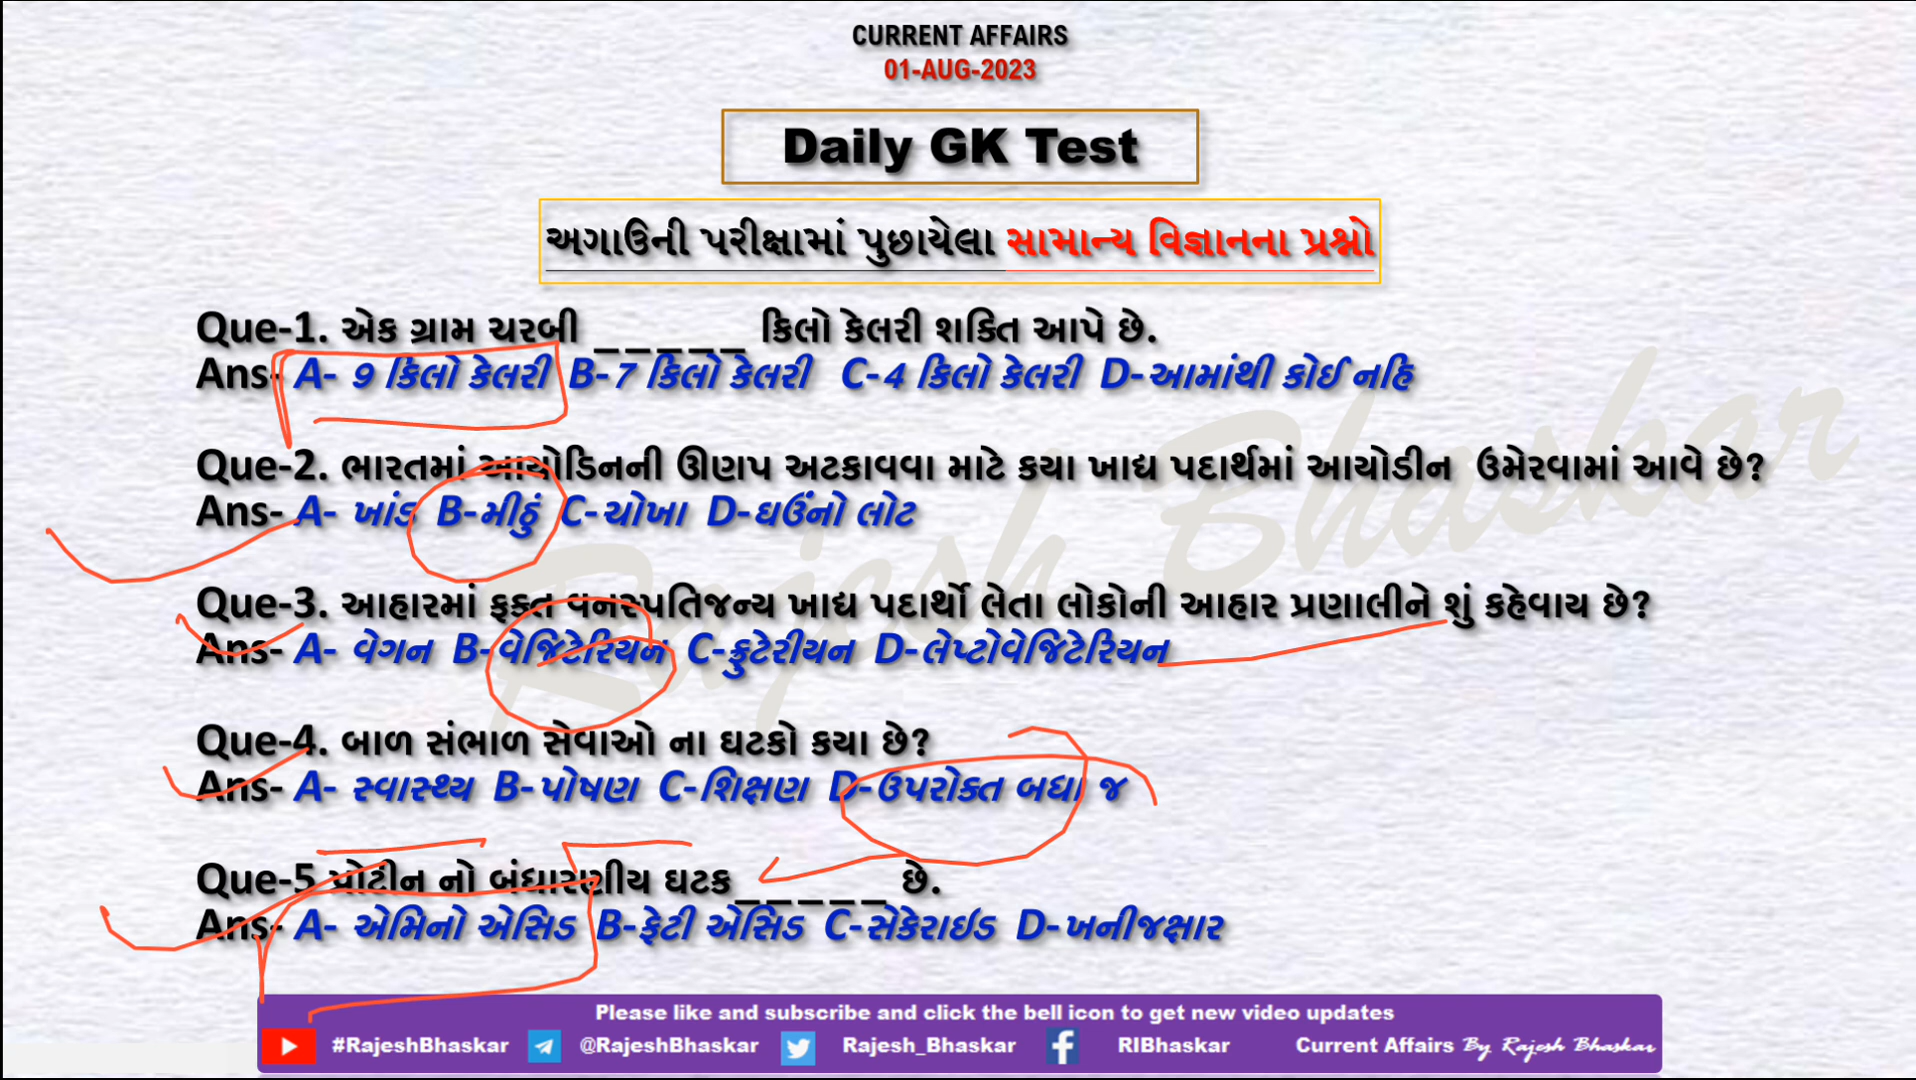 CURRENT AFFAIRS
01-AUG-2023
Daily GK Test
અગાઉની પરીક્ષામાં પુછાયેલા સામાન્ય વિજ્ઞાનના પ્રશ્નો
Que-1. એક ગ્રામ ચરબી _____ કિલો કેલરી શક્તિ આપે છે.
Ans- A- 9 કિલો કેલરી B-7 કિલો કેલરી C-4 કિલો કેલરી D-આમાંથી કોઈ નહિ
Que-2. ભારતમાં આયોડિનની ઊણપ અટકાવવા માટે કયા ખાદ્ય પદાર્થમાં આયોડીન ઉમેરવામાં આવે છે?
Ans- A- ખાંડ B-મીઠું C-ચોખા D-ઘઉંનો લોટ
Que-3. આહારમાં ફક્ત વનસ્પતિજન્ય ખાદ્ય પદાર્થો લેતા લોકોની આહાર પ્રણાલીને શું કહેવાય છે?
Ans- A- વેગન B-વેજિટેરિયન C-ફ્રુટેરીયન D-લેપ્ટોવેજિટેરિયન
Que-4. બાળ સંભાળ સેવાઓ ના ઘટકો કયા છે?
Ans- A- સ્વાસ્થ્ય B-પોષણ C-શિક્ષણ D-ઉપરોક્ત બધા જ
Que-5 પ્રોટીન નો બંધારણીય ઘટક _____ છે.
Ans- A- એમિનો એસિડ B-ફેટી એસિડ C-સેકેરાઈડ D-ખનીજક્ષાર
Rajesh Bhaskar
Please like and subscribe and click the bell icon to get new video updates
#RajeshBhaskar @RajeshBhaskar Rajesh_Bhaskar RIBhaskar Current Affairs By Rajesh Bhaskar